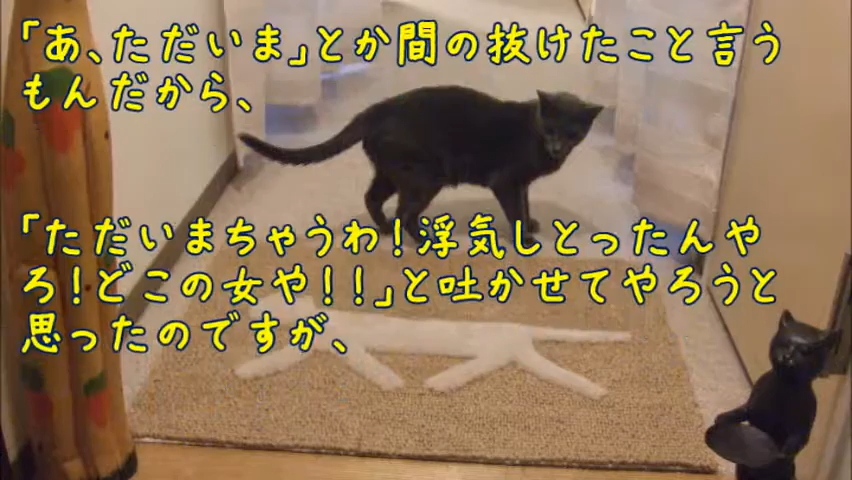 「あ、ただいま」とか間の抜けたこと言う
もんだから、
「ただいまちゃうわ!浮気しとったんや
ろ!どこの女や!!」と吐かせてやろうと
思ったのですが、